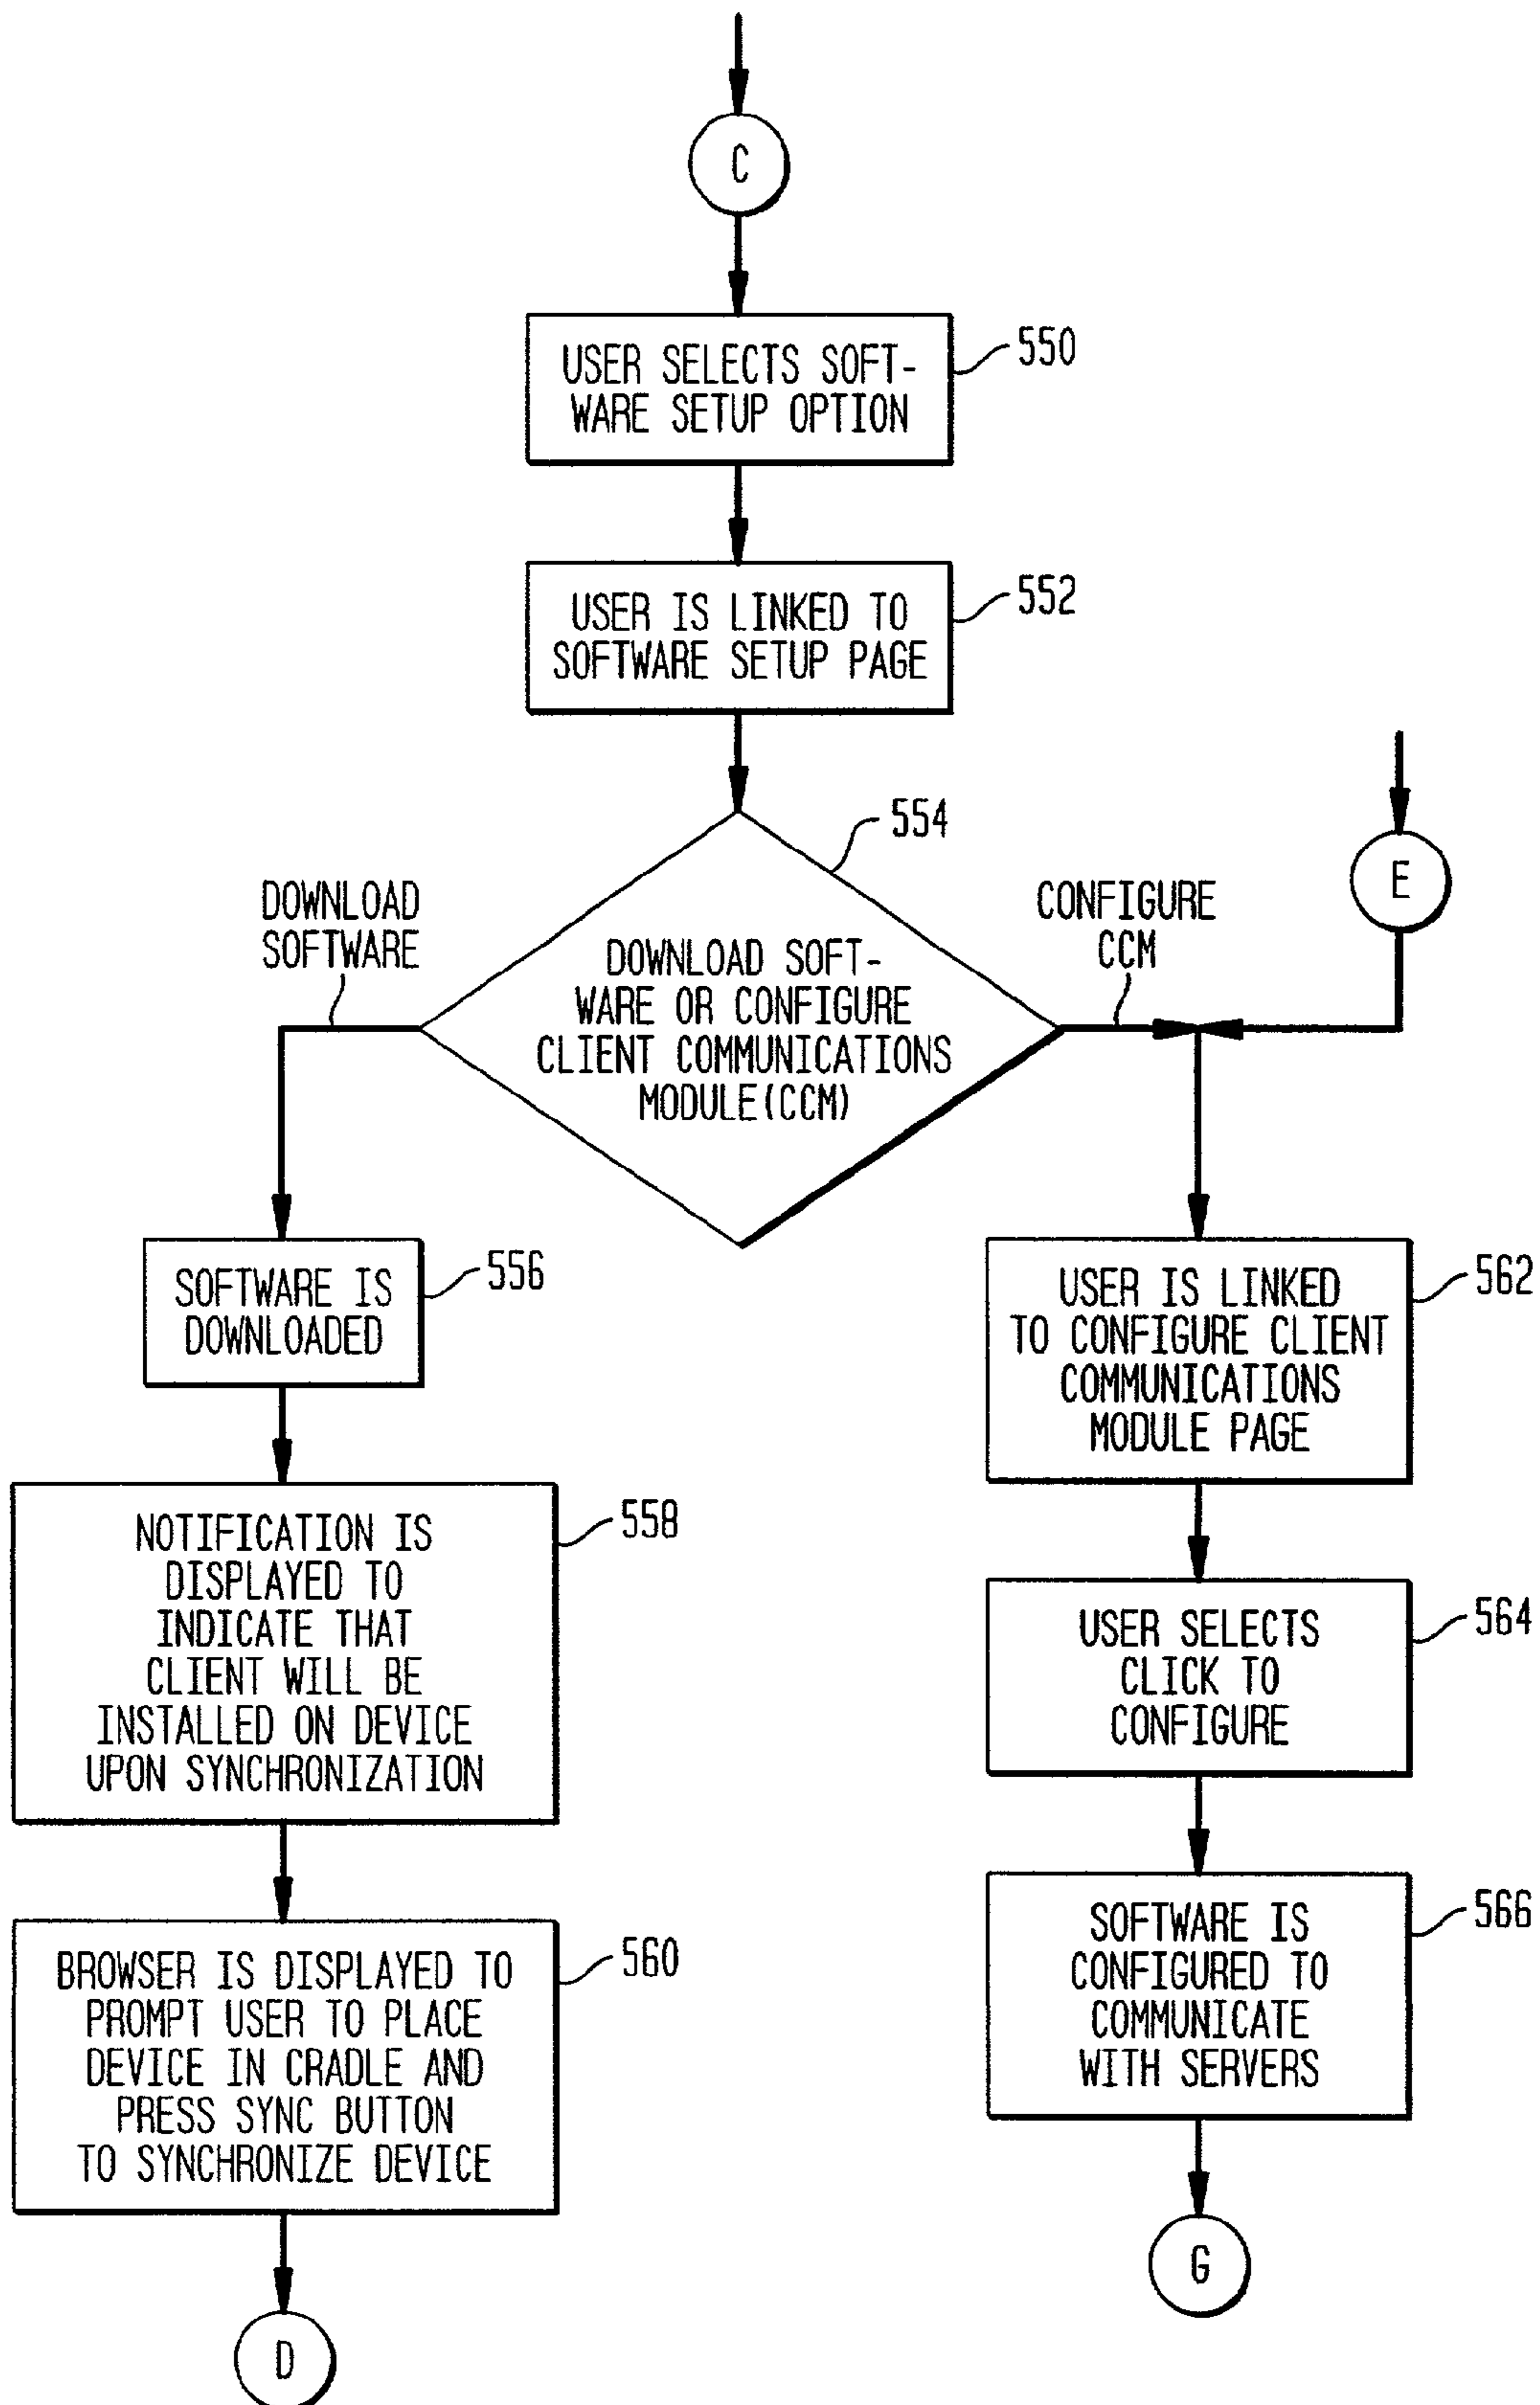 C
USER SELECTS SOFT-
WARE SETUP OPTION
550
USER IS LINKED TO
SOFTWARE SETUP PAGE
552
554
E
DOWNLOAD
SOFTWARE
CONFIGURE
CCM
DOWNLOAD SOFT-
WARE OR CONFIGURE
CLIENT COMMUNICATIONS
MODULE(CCM)
SOFTWARE IS
DOWNLOADED
556
NOTIFICATION IS
DISPLAYED TO
INDICATE THAT
CLIENT WILL BE
INSTALLED ON DEVICE
UPON SYNCHRONIZATION
558
BROWSER IS DISPLAYED TO
PROMPT USER TO PLACE
DEVICE IN CRADLE AND
PRESS SYNC BUTTON
TO SYNCHRONIZE DEVICE
560
D
USER IS LINKED
TO CONFIGURE CLIENT
COMMUNICATIONS
MODULE PAGE
562
USER SELECTS
CLICK TO
CONFIGURE
564
SOFTWARE IS
CONFIGURED TO
COMMUNICATE
WITH SERVERS
566
G